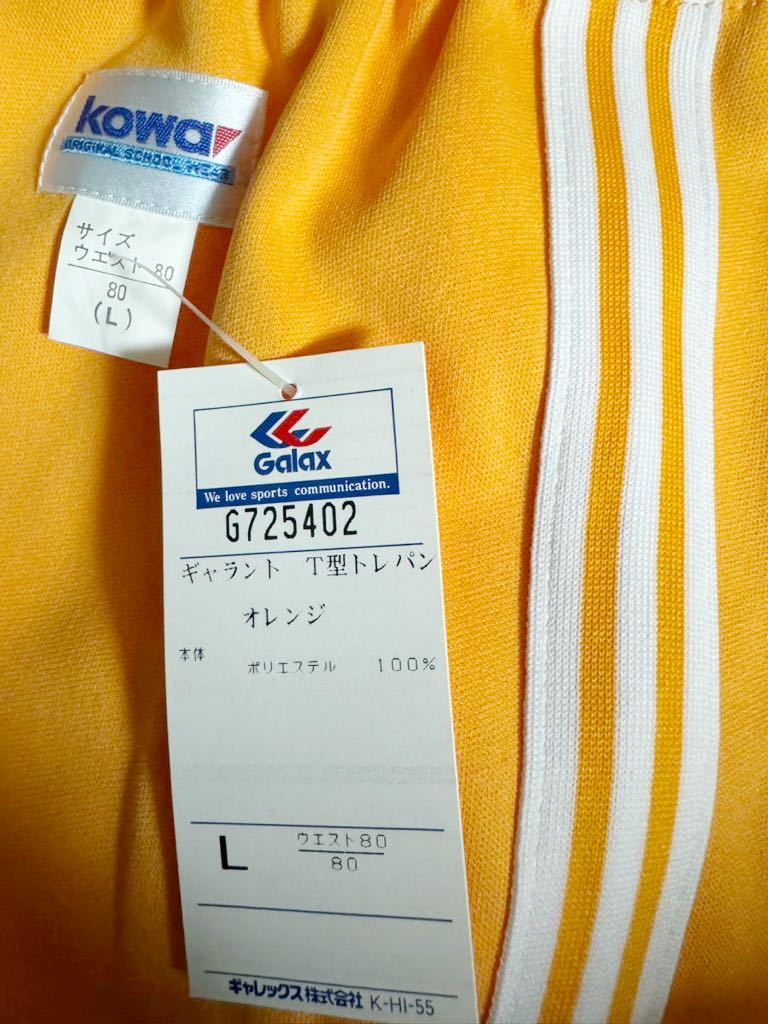 kowa
ORIGINAL SCHOOL WEAR
サイズ
ウエスト 80
80
(L)
Galax
We love sports communication.
G725402
ギャラント T型トレパン
オレンジ
本体 ポリエステル 100%
L ウエスト80
80
ギャレックス株式会社 K-HI-55